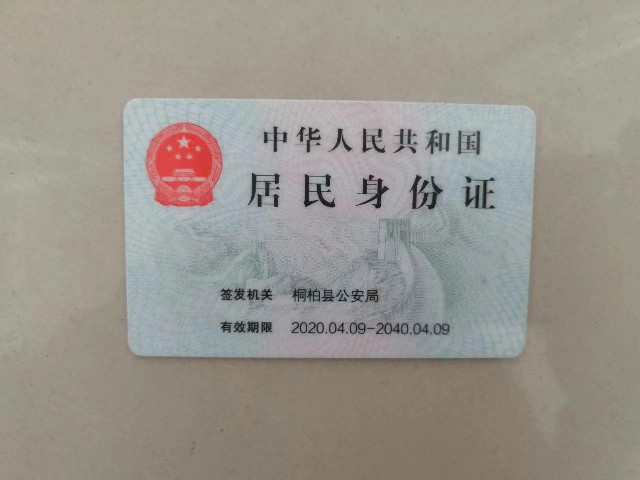 中华人民共和国
居民身份证
签发机关 桐柏县公安局
有效期限 2020.04.09-2040.04.09